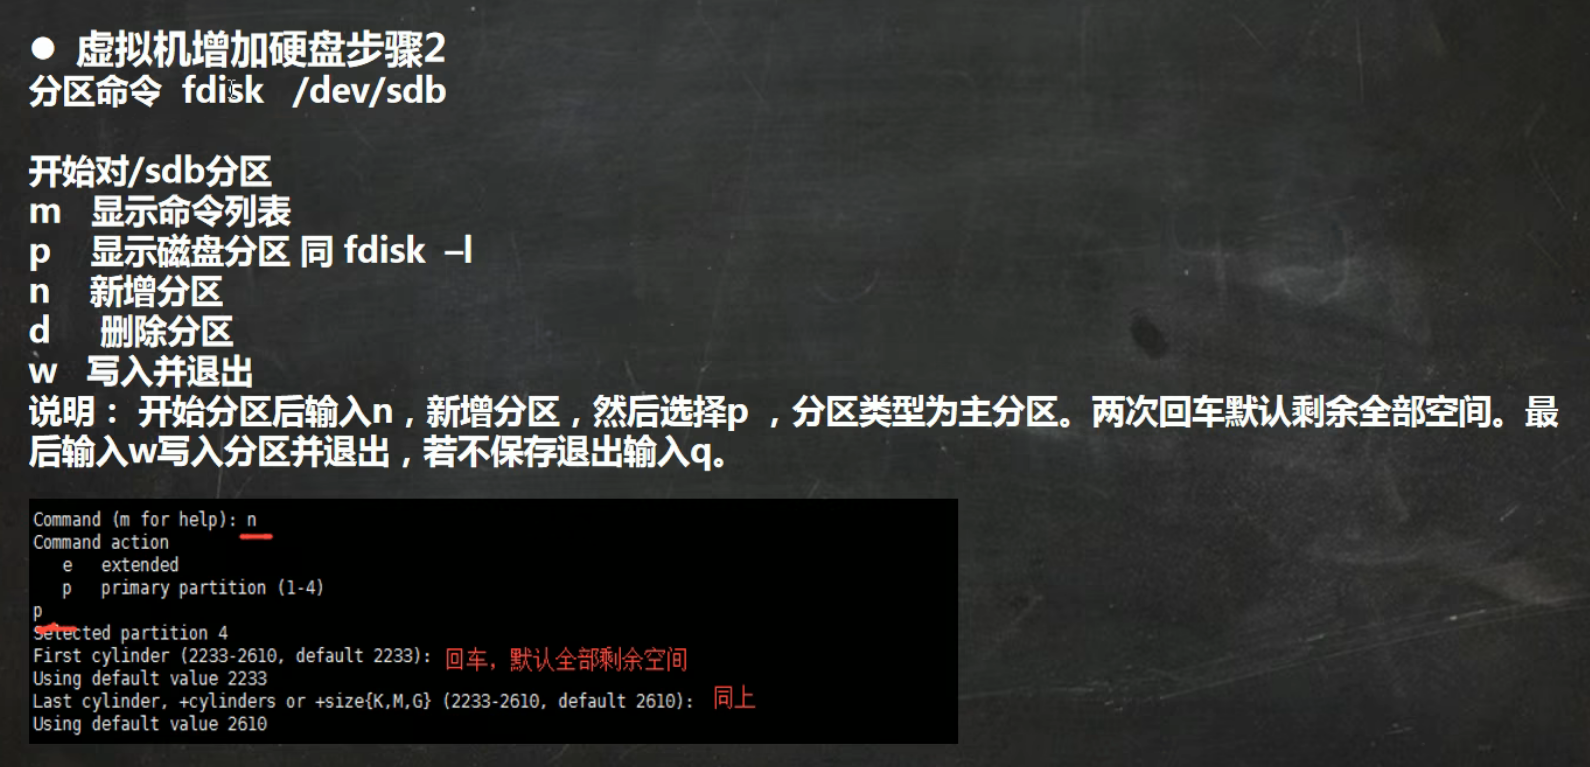 ● 虚拟机增加硬盘步骤2
分区命令 fdisk /dev/sdb
开始对/sdb分区
m 显示命令列表
p 显示磁盘分区 同 fdisk –l
n 新增分区
d 删除分区
w 写入并退出
说明： 开始分区后输入n，新增分区，然后选择p ，分区类型为主分区。两次回车默认剩余全部空间。最
后输入w写入分区并退出，若不保存退出输入q。
Command (m for help): n
Command action
e extended
p primary partition (1-4)
p
Selected partition 4
First cylinder (2233-2610, default 2233): 回车，默认全部剩余空间
Using default value 2233
Last cylinder, +cylinders or +size{K,M,G} (2233-2610, default 2610): 同上
Using default value 2610